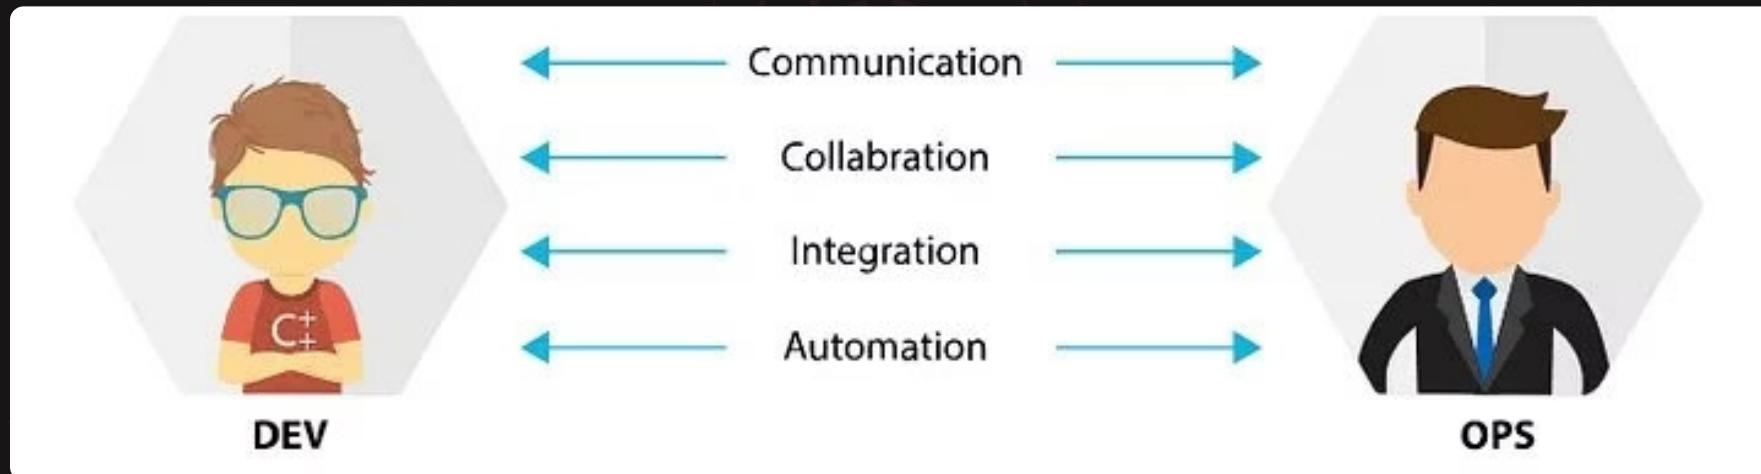 Communication
Collabration
Integration
Automation
C++
DEV
OPS